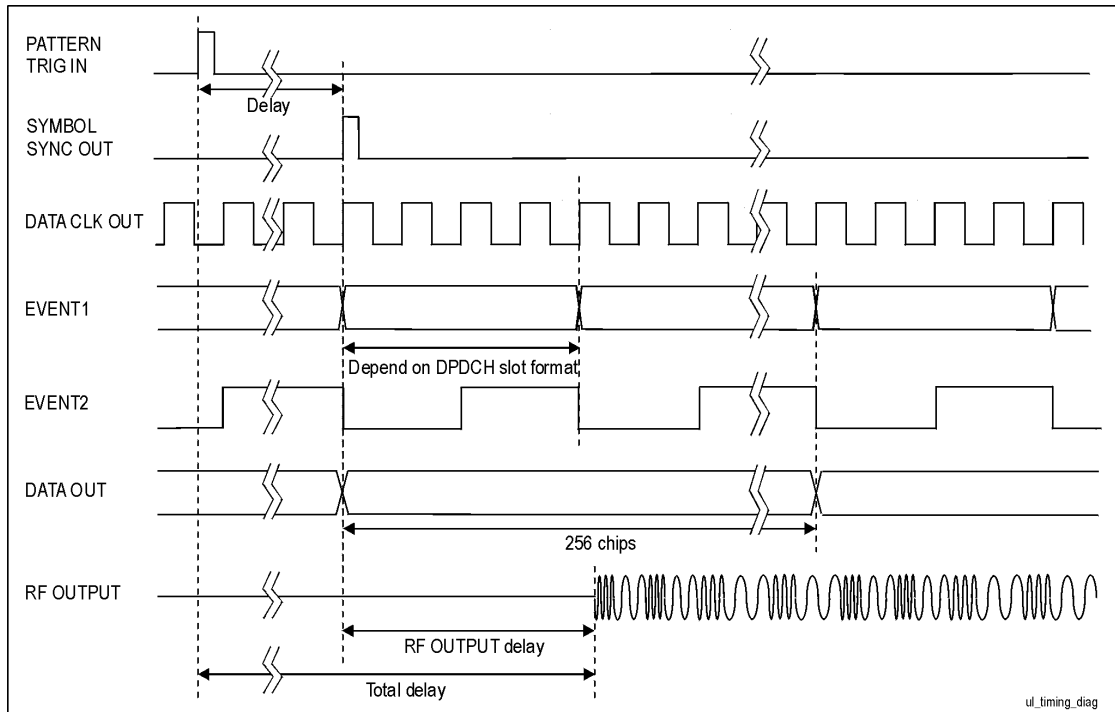 PATTERN
TRIG IN
Delay
SYMBOL
SYNC OUT
DATA CLK OUT
EVENT1
Depend on DPDCH slot format
EVENT2
DATA OUT
256 chips
RF OUTPUT
RF OUTPUT delay
Total delay
ul_timing_diag